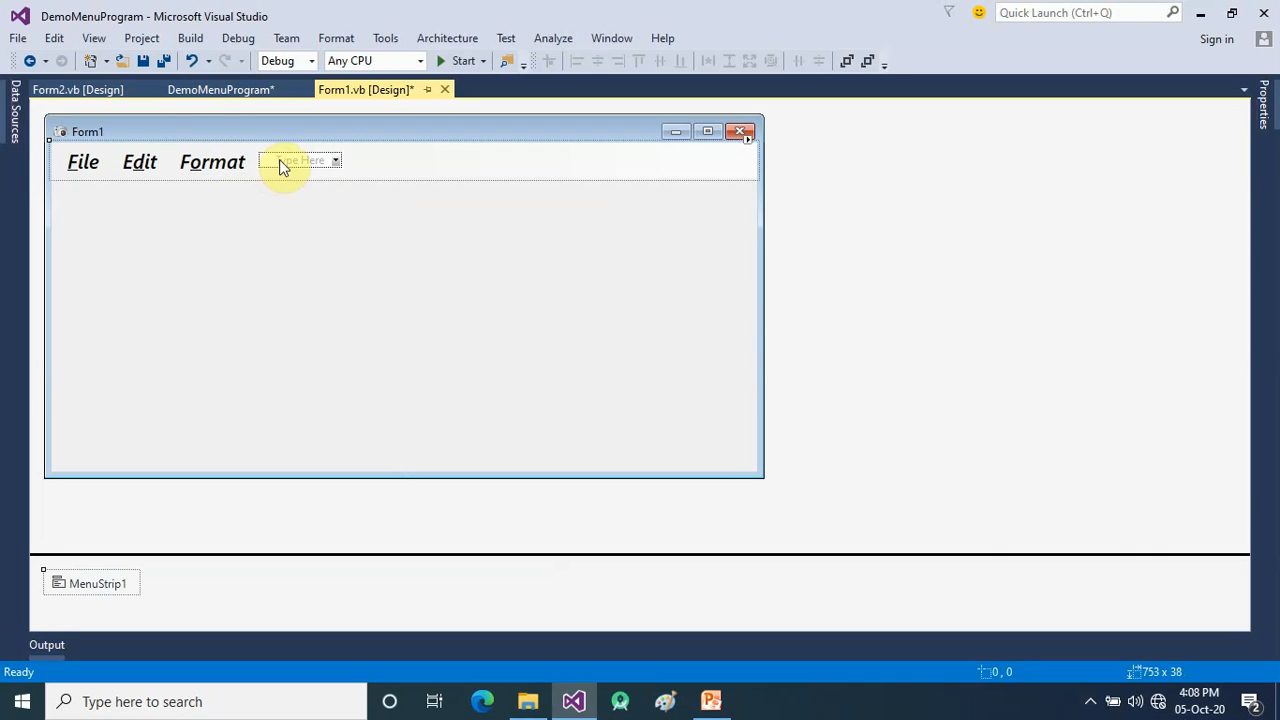 DemoMenuProgram - Microsoft Visual Studio
Quick Launch (Ctrl+Q)
File Edit View Project Build Debug Team Format Tools Architecture Test Analyze Window Help
Sign in
Debug Any CPU Start
Form2.vb [Design] DemoMenuProgram* Form1.vb [Design]*
Data Sources
Properties
Form1
File Edit Format Type Here
MenuStrip1
Output
Ready 0 , 0 753 x 38
Type here to search
4:08 PM
05-Oct-20
2